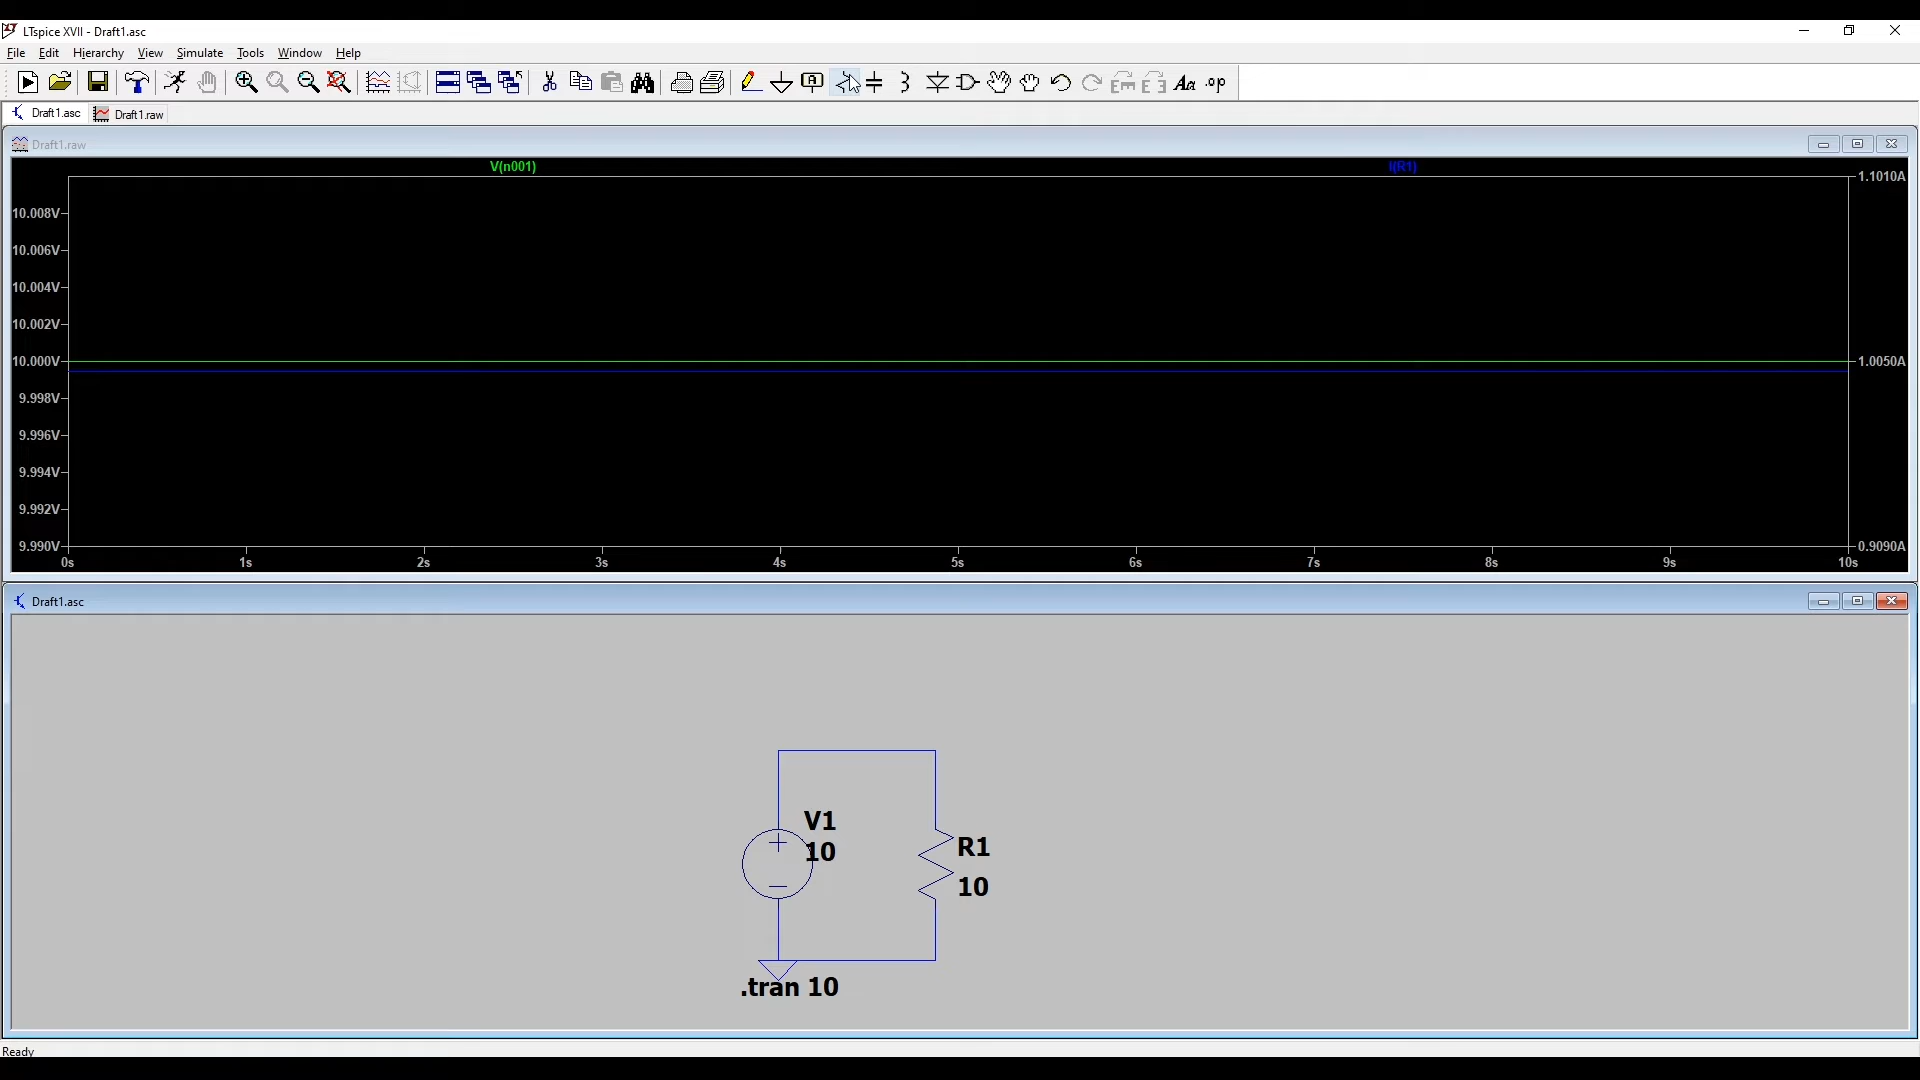 LTspice XVII - Draft1.asc
File Edit Hierarchy View Simulate Tools Window Help
A Aa .op
Draft1.asc Draft1.raw
Draft1.raw
V(n001) I(R1)
1.1010A
10.008V
10.006V
10.004V
10.002V
10.000V 1.0050A
9.998V
9.996V
9.994V
9.992V
9.990V 0.9090A
0s 1s 2s 3s 4s 5s 6s 7s 8s 9s 10s
Draft1.asc
V1
10
R1
10
.tran 10
Ready